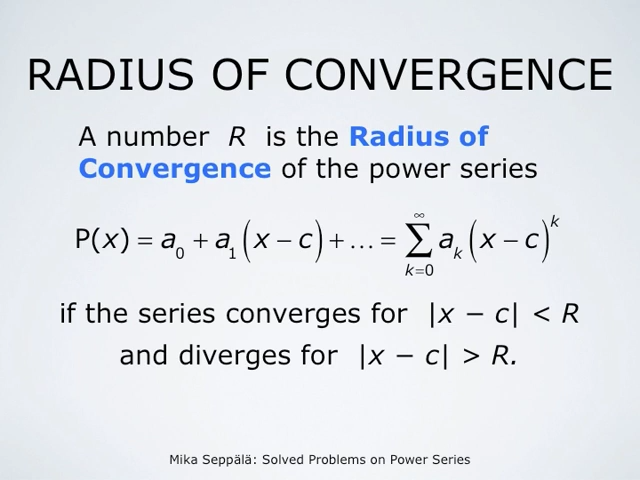 RADIUS OF CONVERGENCE
A number R is the Radius of
Convergence of the power series
P(x) = a₀ + a₁(x − c) + … = ∑_{k=0}^{∞} aₖ(x − c)ᵏ
if the series converges for |x − c| < R
and diverges for |x − c| > R.
Mika Seppälä: Solved Problems on Power Series